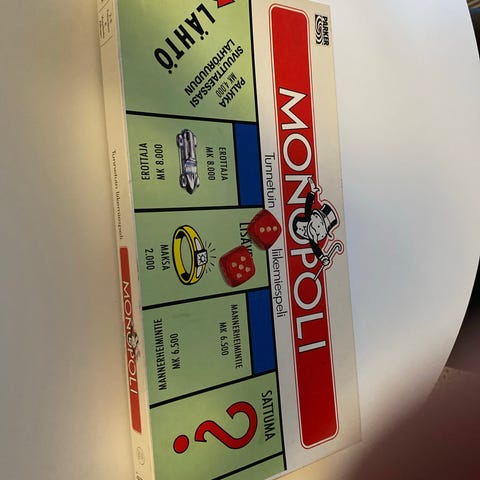 PARKER
MONOPOLI
Tunnetuin liikemiespeli
LÄHTÖ
SIVUUTTAESSASI
LÄHTÖRUUDUN
PALKKA
MK 4.000
EROTTAJA
MK 8.000
EROTTAJA
MK 8.000
MAKSA
2.000
MANNERHEIMINTIE
MK 6.500
MANNERHEIMINTIE
MK 6.500
SATTUMA
?
Tunnetuin liikemiespeli
MONOPOLI